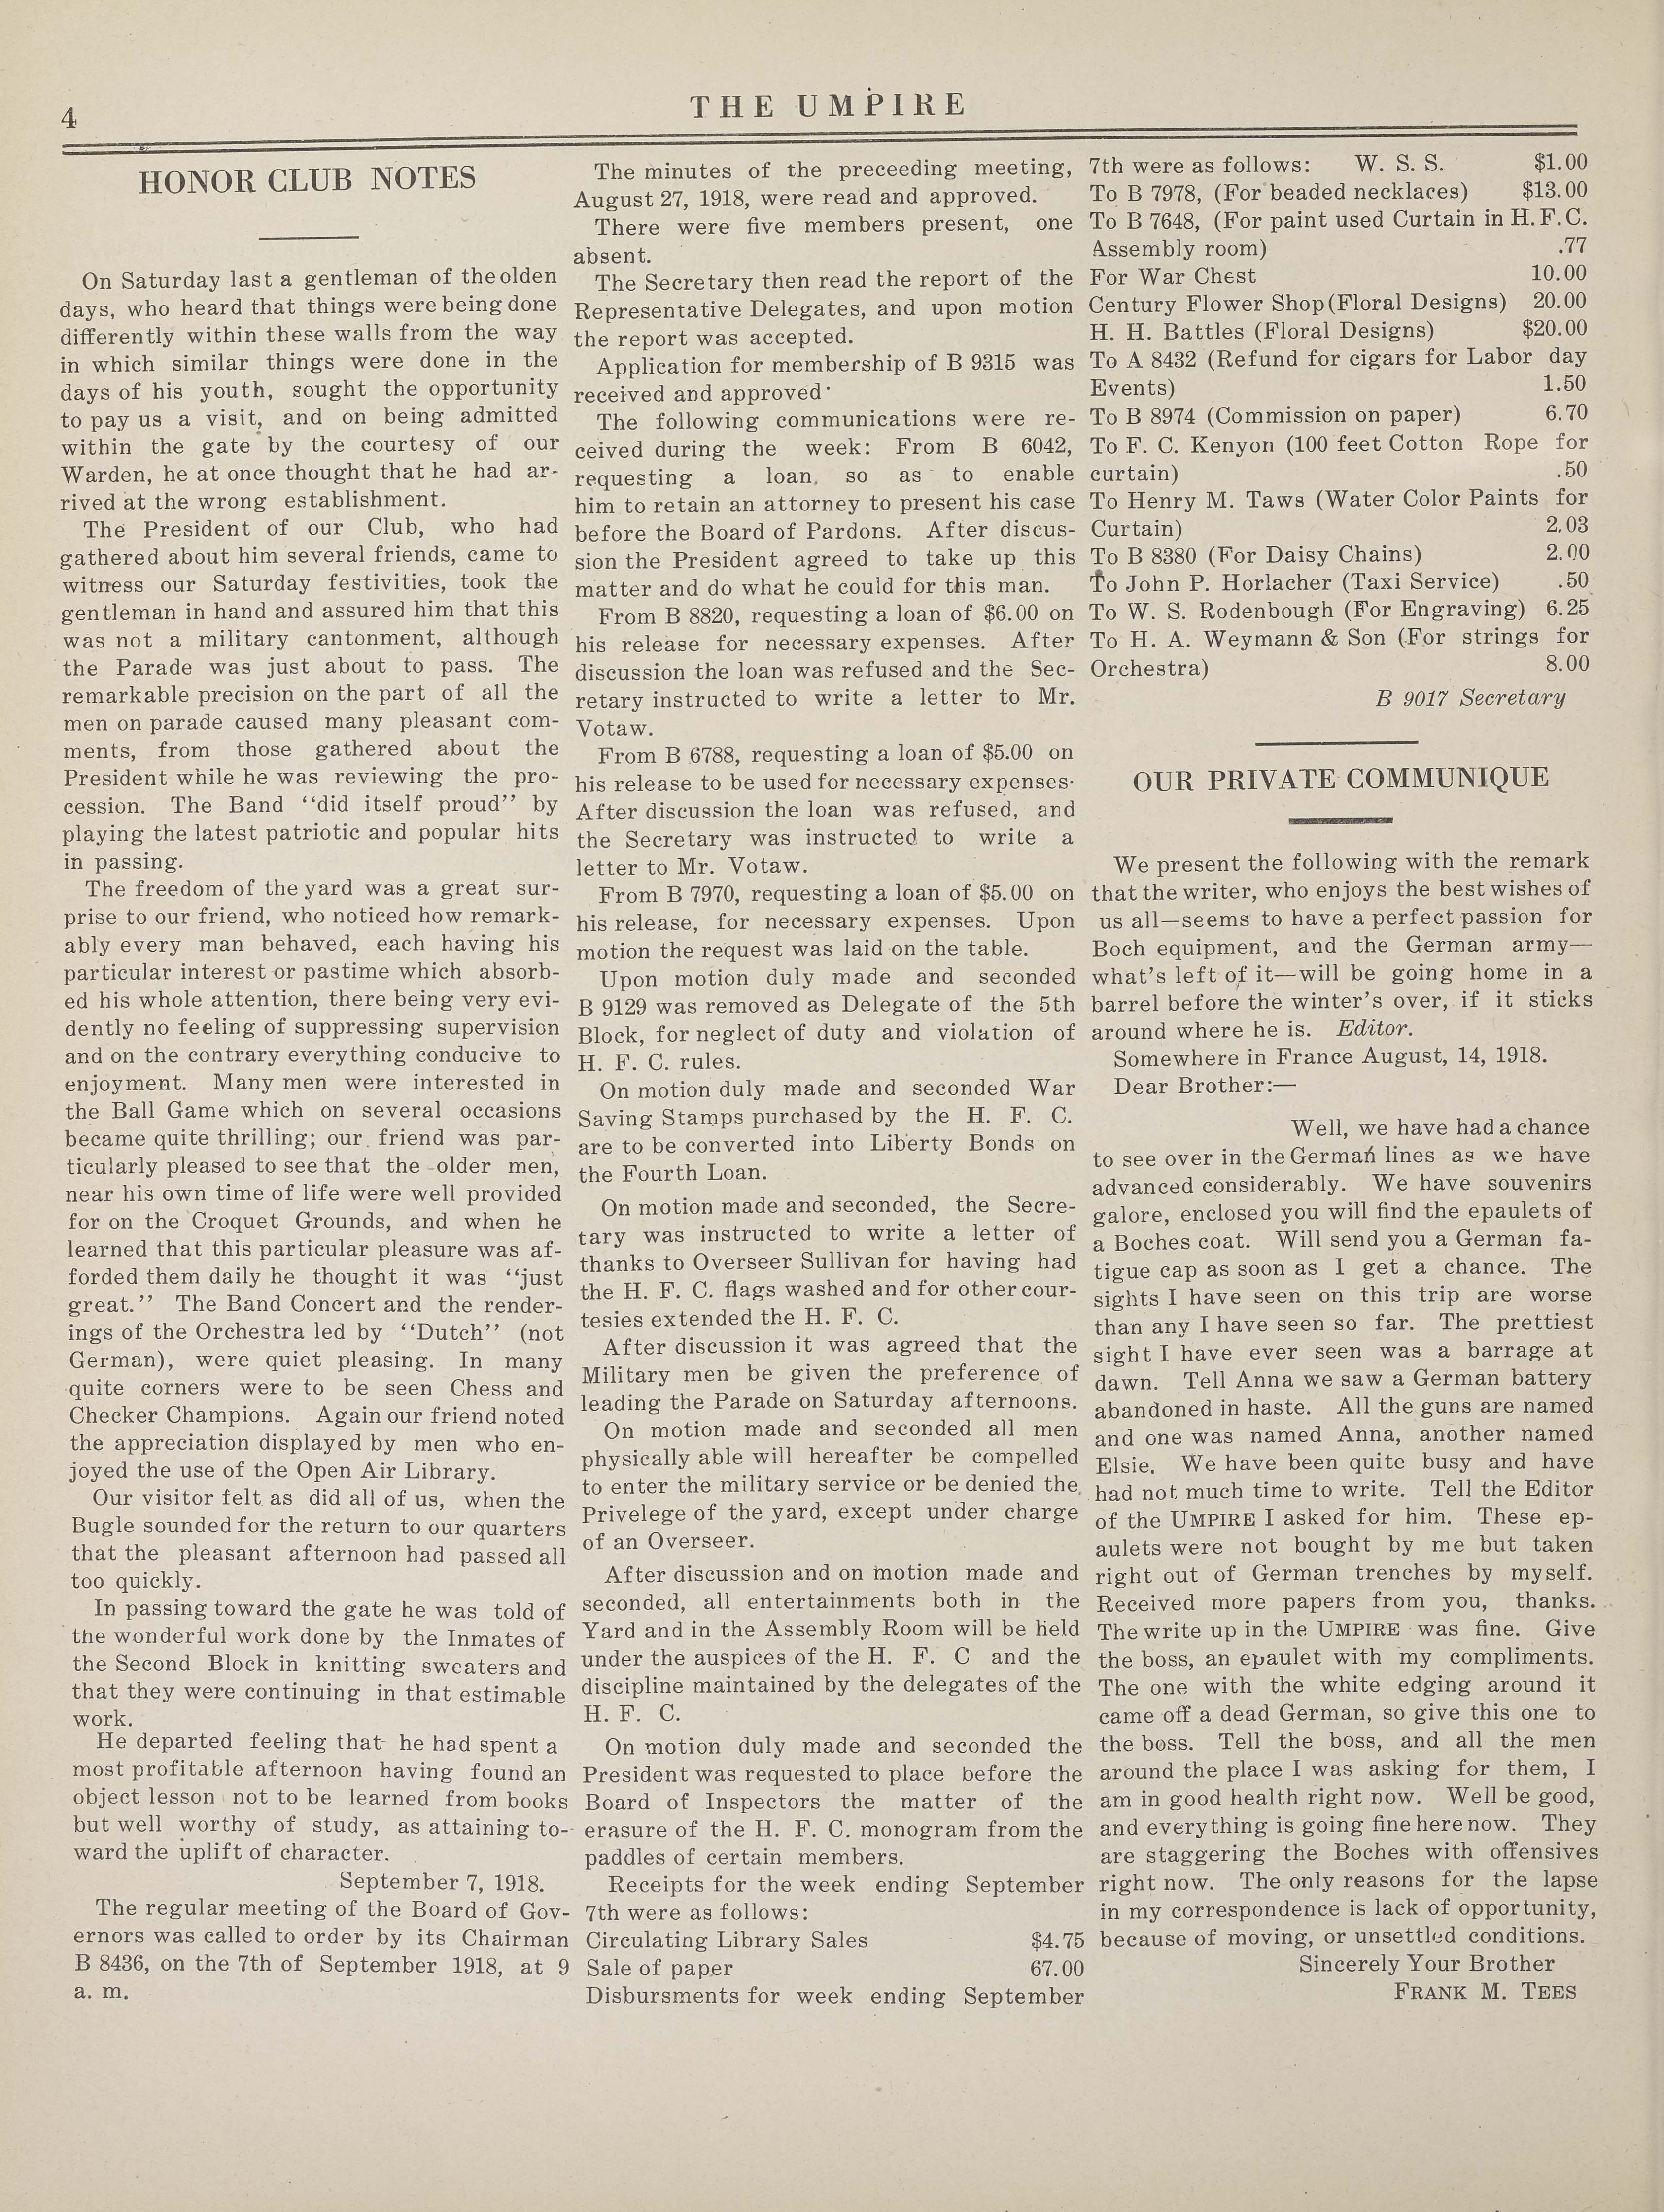 4
THE UMPIRE
HONOR CLUB NOTES
On Saturday last a gentleman of the olden
days, who heard that things were being done
differently within these walls from the way
in which similar things were done in the
days of his youth, sought the opportunity
to pay us a visit, and on being admitted
within the gate by the courtesy of our
Warden, he at once thought that he had ar-
rived at the wrong establishment.
The President of our Club, who had
gathered about him several friends, came to
witness our Saturday festivities, took the
gentleman in hand and assured him that this
was not a military cantonment, although
the Parade was just about to pass. The
remarkable precision on the part of all the
men on parade caused many pleasant com-
ments, from those gathered about the
President while he was reviewing the pro-
cession. The Band "did itself proud" by
playing the latest patriotic and popular hits
in passing.
The freedom of the yard was a great sur-
prise to our friend, who noticed how remark-
ably every man behaved, each having his
particular interest or pastime which absorb-
ed his whole attention, there being very evi-
dently no feeling of suppressing supervision
and on the contrary everything conducive to
enjoyment. Many men were interested in
the Ball Game which on several occasions
became quite thrilling; our friend was par-
ticularly pleased to see that the older men,
near his own time of life were well provided
for on the Croquet Grounds, and when he
learned that this particular pleasure was af-
forded them daily he thought it was "just
great." The Band Concert and the render-
ings of the Orchestra led by "Dutch" (not
German), were quiet pleasing. In many
quite corners were to be seen Chess and
Checker Champions. Again our friend noted
the appreciation displayed by men who en-
joyed the use of the Open Air Library.
Our visitor felt as did all of us, when the
Bugle sounded for the return to our quarters
that the pleasant afternoon had passed all
too quickly.
In passing toward the gate he was told of
the wonderful work done by the Inmates of
the Second Block in knitting sweaters and
that they were continuing in that estimable
work.
He departed feeling that he had spent a
most profitable afternoon having found an
object lesson not to be learned from books
but well worthy of study, as attaining to-
ward the uplift of character.
September 7, 1918.
The regular meeting of the Board of Gov-
ernors was called to order by its Chairman
B 8436, on the 7th of September 1918, at 9
a. m.
The minutes of the preceeding meeting,
August 27, 1918, were read and approved.
There were five members present, one
absent.
The Secretary then read the report of the
Representative Delegates, and upon motion
the report was accepted.
Application for membership of B 9315 was
received and approved.
The following communications were re-
ceived during the week: From B 6042,
requesting a loan, so as to enable
him to retain an attorney to present his case
before the Board of Pardons. After discus-
sion the President agreed to take up this
matter and do what he could for this man.
From B 8820, requesting a loan of $6.00 on
his release for necessary expenses. After
discussion the loan was refused and the Sec-
retary instructed to write a letter to Mr.
Votaw.
From B 6788, requesting a loan of $5.00 on
his release to be used for necessary expenses.
After discussion the loan was refused, and
the Secretary was instructed to write a
letter to Mr. Votaw.
From B 7970, requesting a loan of $5.00 on
his release, for necessary expenses. Upon
motion the request was laid on the table.
Upon motion duly made and seconded
B 9129 was removed as Delegate of the 5th
Block, for neglect of duty and violation of
H. F. C. rules.
On motion duly made and seconded War
Saving Stamps purchased by the H. F. C.
are to be converted into Liberty Bonds on
the Fourth Loan.
On motion made and seconded, the Secre-
tary was instructed to write a letter of
thanks to Overseer Sullivan for having had
the H. F. C. flags washed and for other cour-
tesies extended the H. F. C.
After discussion it was agreed that the
Military men be given the preference of
leading the Parade on Saturday afternoons.
On motion made and seconded all men
physically able will hereafter be compelled
to enter the military service or be denied the
Privelege of the yard, except under charge
of an Overseer.
After discussion and on motion made and
seconded, all entertainments both in the
Yard and in the Assembly Room will be held
under the auspices of the H. F. C and the
discipline maintained by the delegates of the
H. F. C.
On motion duly made and seconded the
President was requested to place before the
Board of Inspectors the matter of the
erasure of the H. F. C. monogram from the
paddles of certain members.
Receipts for the week ending September
7th were as follows:
Circulating Library Sales $4.75
Sale of paper 67.00
Disbursments for week ending September
7th were as follows: W. S. S. $1.00
To B 7978, (For beaded necklaces) $13.00
To B 7648, (For paint used Curtain in H. F. C.
Assembly room) .77
For War Chest 10.00
Century Flower Shop (Floral Designs) 20.00
H. H. Battles (Floral Designs) $20.00
To A 8432 (Refund for cigars for Labor day
Events) 1.50
To B 8974 (Commission on paper) 6.70
To F. C. Kenyon (100 feet Cotton Rope for
curtain) .50
To Henry M. Taws (Water Color Paints for
Curtain) 2.03
To B 8380 (For Daisy Chains) 2.00
To John P. Horlacher (Taxi Service) .50
To W. S. Rodenbough (For Engraving) 6.25
To H. A. Weymann & Son (For strings for
Orchestra) 8.00
B 9017 Secretary
OUR PRIVATE COMMUNIQUE
We present the following with the remark
that the writer, who enjoys the best wishes of
us all—seems to have a perfect passion for
Boch equipment, and the German army—
what's left of it—will be going home in a
barrel before the winter's over, if it sticks
around where he is. Editor.
Somewhere in France August, 14, 1918.
Dear Brother:—
Well, we have had a chance
to see over in the German lines as we have
advanced considerably. We have souvenirs
galore, enclosed you will find the epaulets of
a Boches coat. Will send you a German fa-
tigue cap as soon as I get a chance. The
sights I have seen on this trip are worse
than any I have seen so far. The prettiest
sight I have ever seen was a barrage at
dawn. Tell Anna we saw a German battery
abandoned in haste. All the guns are named
and one was named Anna, another named
Elsie. We have been quite busy and have
had not much time to write. Tell the Editor
of the UMPIRE I asked for him. These ep-
aulets were not bought by me but taken
right out of German trenches by myself.
Received more papers from you, thanks.
The write up in the UMPIRE was fine. Give
the boss, an epaulet with my compliments.
The one with the white edging around it
came off a dead German, so give this one to
the boss. Tell the boss, and all the men
around the place I was asking for them, I
am in good health right now. Well be good,
and everything is going fine here now. They
are staggering the Boches with offensives
right now. The only reasons for the lapse
in my correspondence is lack of opportunity,
because of moving, or unsettled conditions.
Sincerely Your Brother
FRANK M. TEES